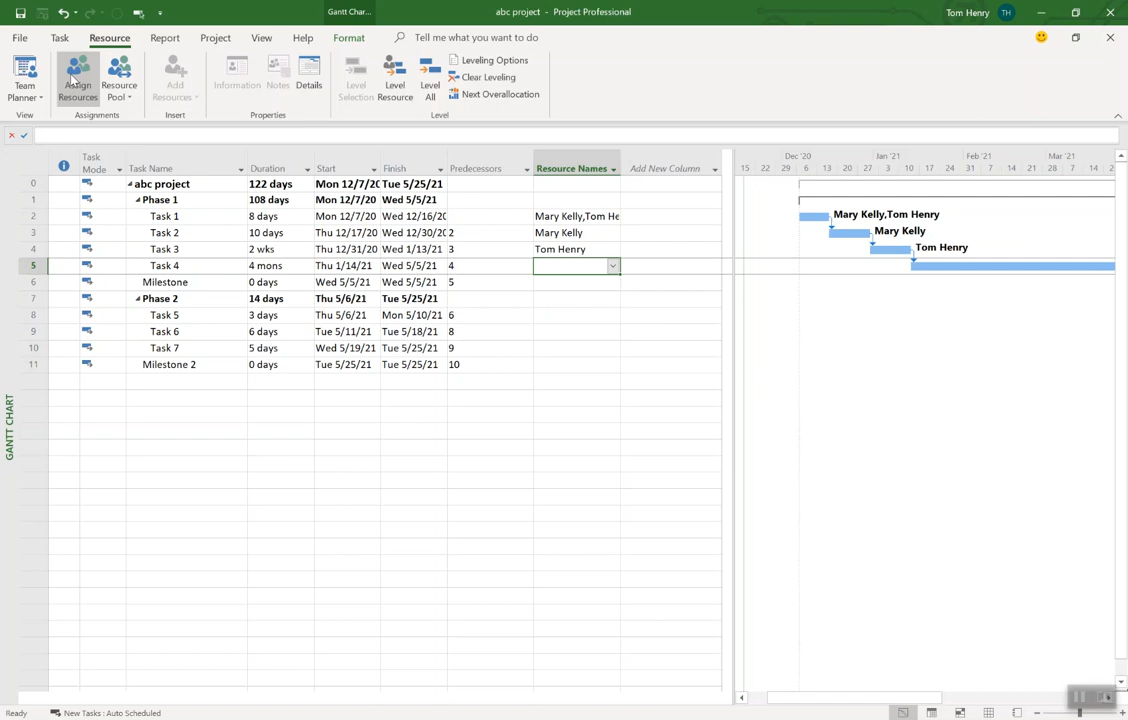 Gantt Char...
abc project - Project Professional
Tom Henry TH
File Task Resource Report Project View Help Format Tell me what you want to do
Team Planner
Assign Resources
Resource Pool
Add Resources
Information
Notes
Details
Level Selection
Level Resource
Level All
Leveling Options
Clear Leveling
Next Overallocation
View Assignments Insert Properties Level
Task Mode Task Name Duration Start Finish Predecessors Resource Names Add New Column
Dec '20 Jan '21 Feb '21 Mar '21
15 22 29 6 13 20 27 3 10 17 24 31 7 14 21 28 7 14 2
0 abc project 122 days Mon 12/7/20 Tue 5/25/21
1 Phase 1 108 days Mon 12/7/20 Wed 5/5/21
2 Task 1 8 days Mon 12/7/20 Wed 12/16/20 Mary Kelly,Tom He
Mary Kelly,Tom Henry
3 Task 2 10 days Thu 12/17/20 Wed 12/30/20 2 Mary Kelly
Mary Kelly
4 Task 3 2 wks Thu 12/31/20 Wed 1/13/21 3 Tom Henry
Tom Henry
5 Task 4 4 mons Thu 1/14/21 Wed 5/5/21 4
6 Milestone 0 days Wed 5/5/21 Wed 5/5/21 5
7 Phase 2 14 days Thu 5/6/21 Tue 5/25/21
8 Task 5 3 days Thu 5/6/21 Mon 5/10/21 6
9 Task 6 6 days Tue 5/11/21 Tue 5/18/21 8
10 Task 7 5 days Wed 5/19/21 Tue 5/25/21 9
11 Milestone 2 0 days Tue 5/25/21 Tue 5/25/21 10
GANTT CHART
Ready New Tasks : Auto Scheduled